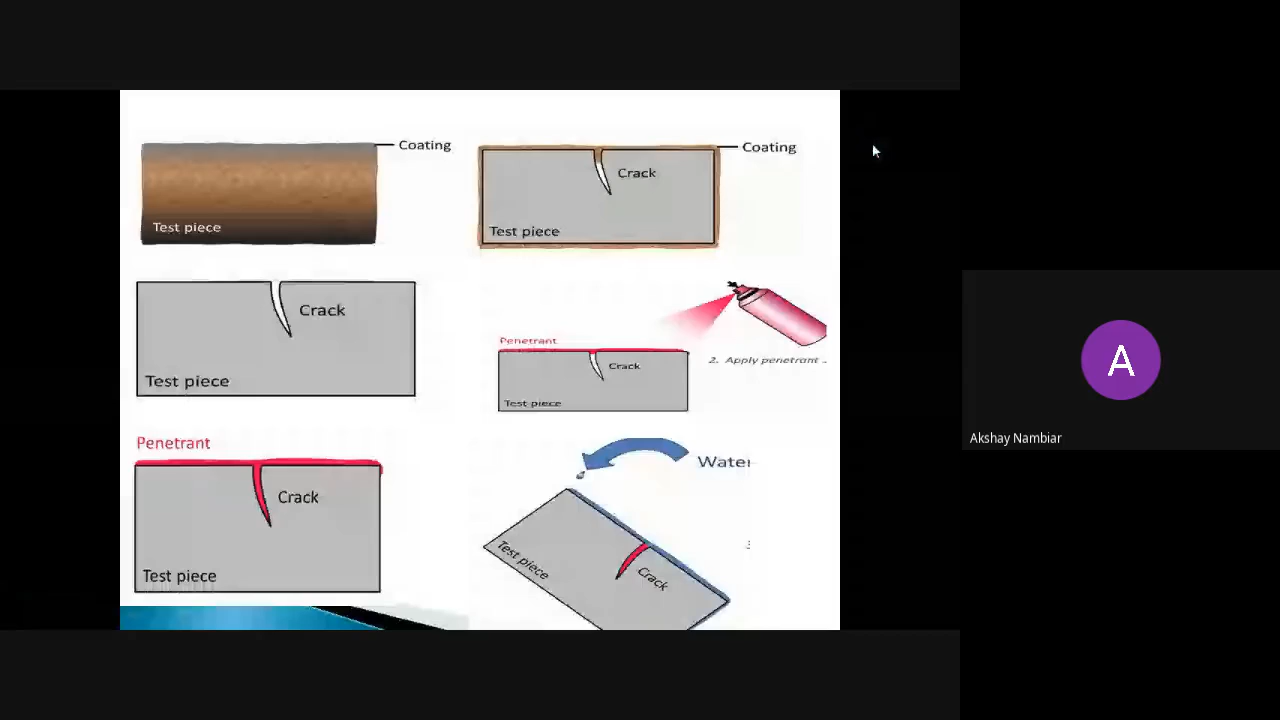 Coating
Test piece
Coating
Crack
Test piece
Crack
Test piece
Penetrant
Crack
Test piece
2. Apply penetrant
Penetrant
Crack
Test piece
Water
Test piece
Crack
A
Akshay Nambiar